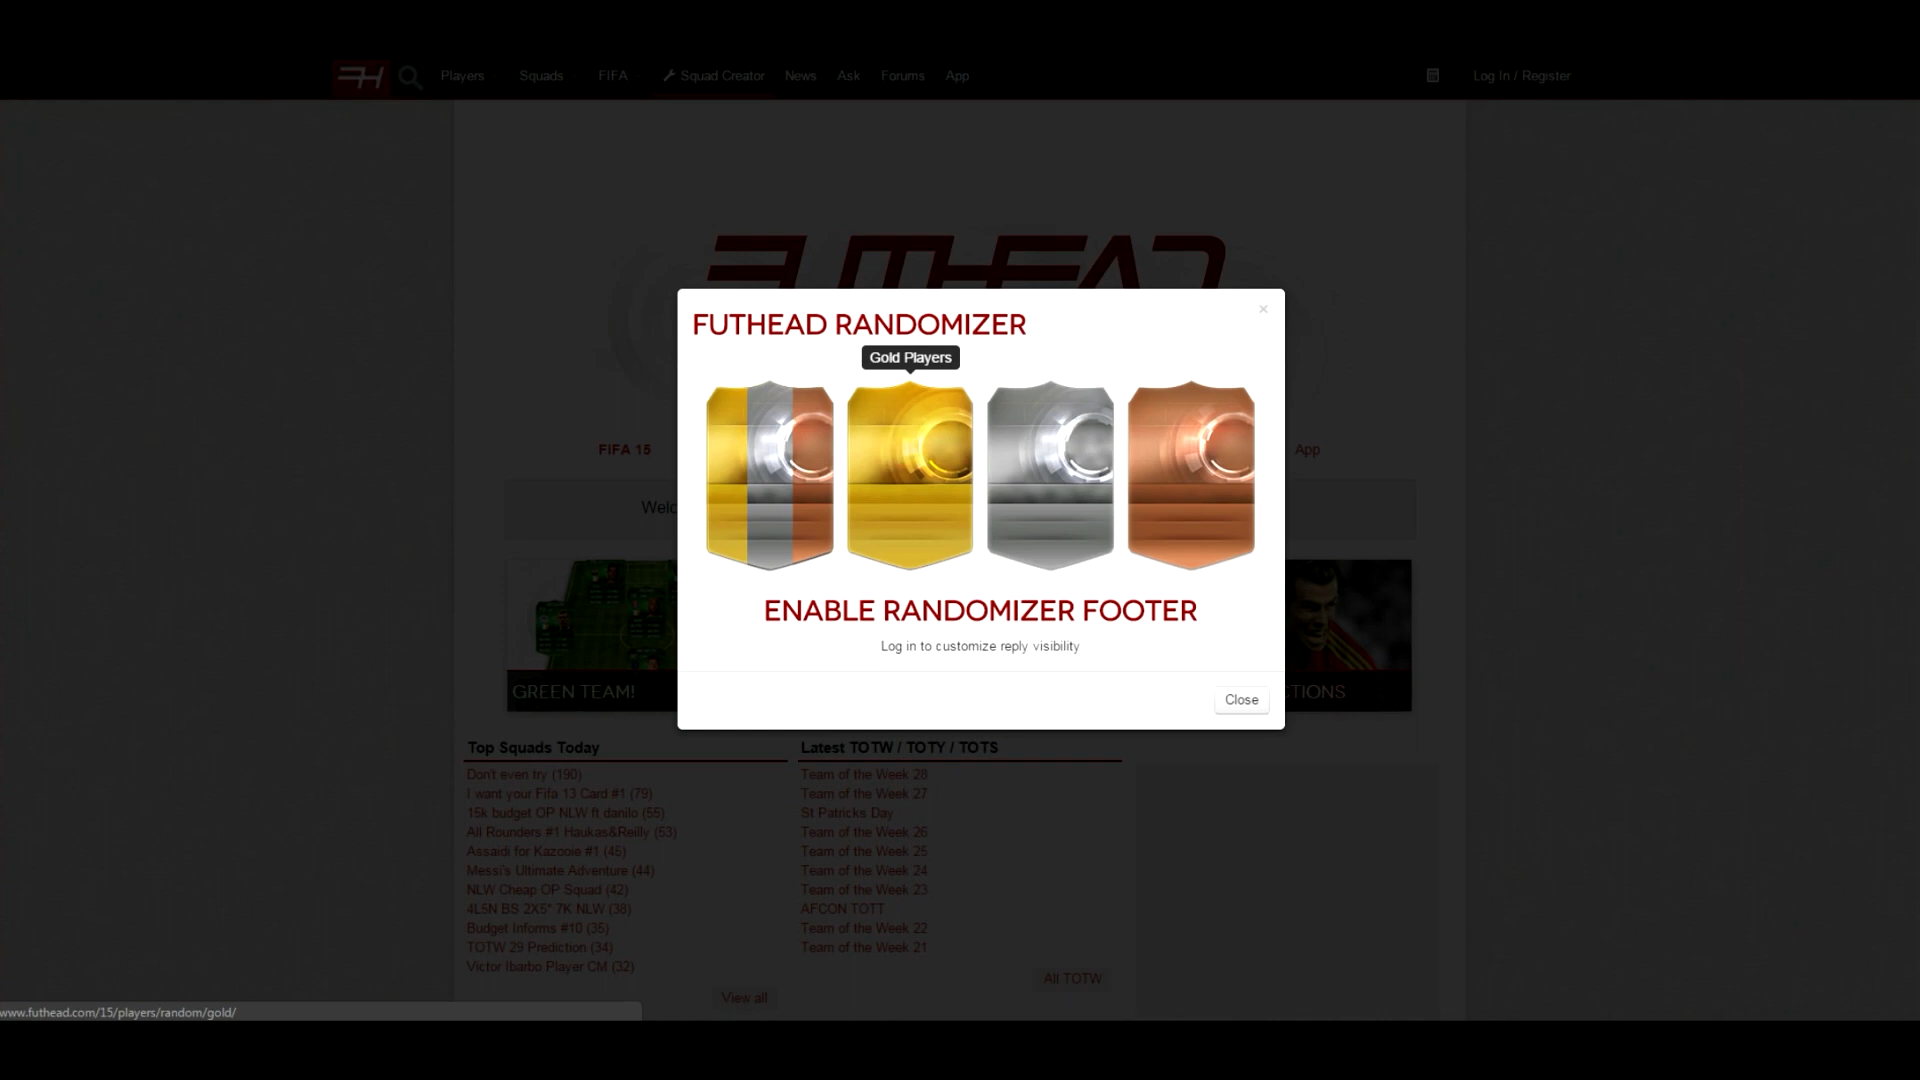 Players
Squads
FIFA
Squad Creator
News
Ask
Forums
App
Log In / Register
FUTHEAD
FUTHEAD RANDOMIZER
×
Gold Players
FIFA 15
App
ENABLE RANDOMIZER FOOTER
Log in to customize reply visibility
GREEN TEAM!
Close
Top Squads Today
Don't even try (190)
I want your Fifa 13 Card #1 (79)
15k budget OP NLW ft danilo (55)
All Rounders #1 Haukas&Reilly (53)
Assaidi for Kazooie #1 (45)
Messi's Ultimate Adventure (44)
NLW Cheap OP Squad (42)
4L5N BS 2X5* 7K NLW (38)
Budget Informs #10 (35)
TOTW 29 Prediction (34)
Victor Ibarbo Player CM (32)
View all
Latest TOTW / TOTY / TOTS
Team of the Week 28
Team of the Week 27
St Patricks Day
Team of the Week 26
Team of the Week 25
Team of the Week 24
Team of the Week 23
AFCON TOTT
Team of the Week 22
Team of the Week 21
All TOTW
www.futhead.com/15/players/random/gold/